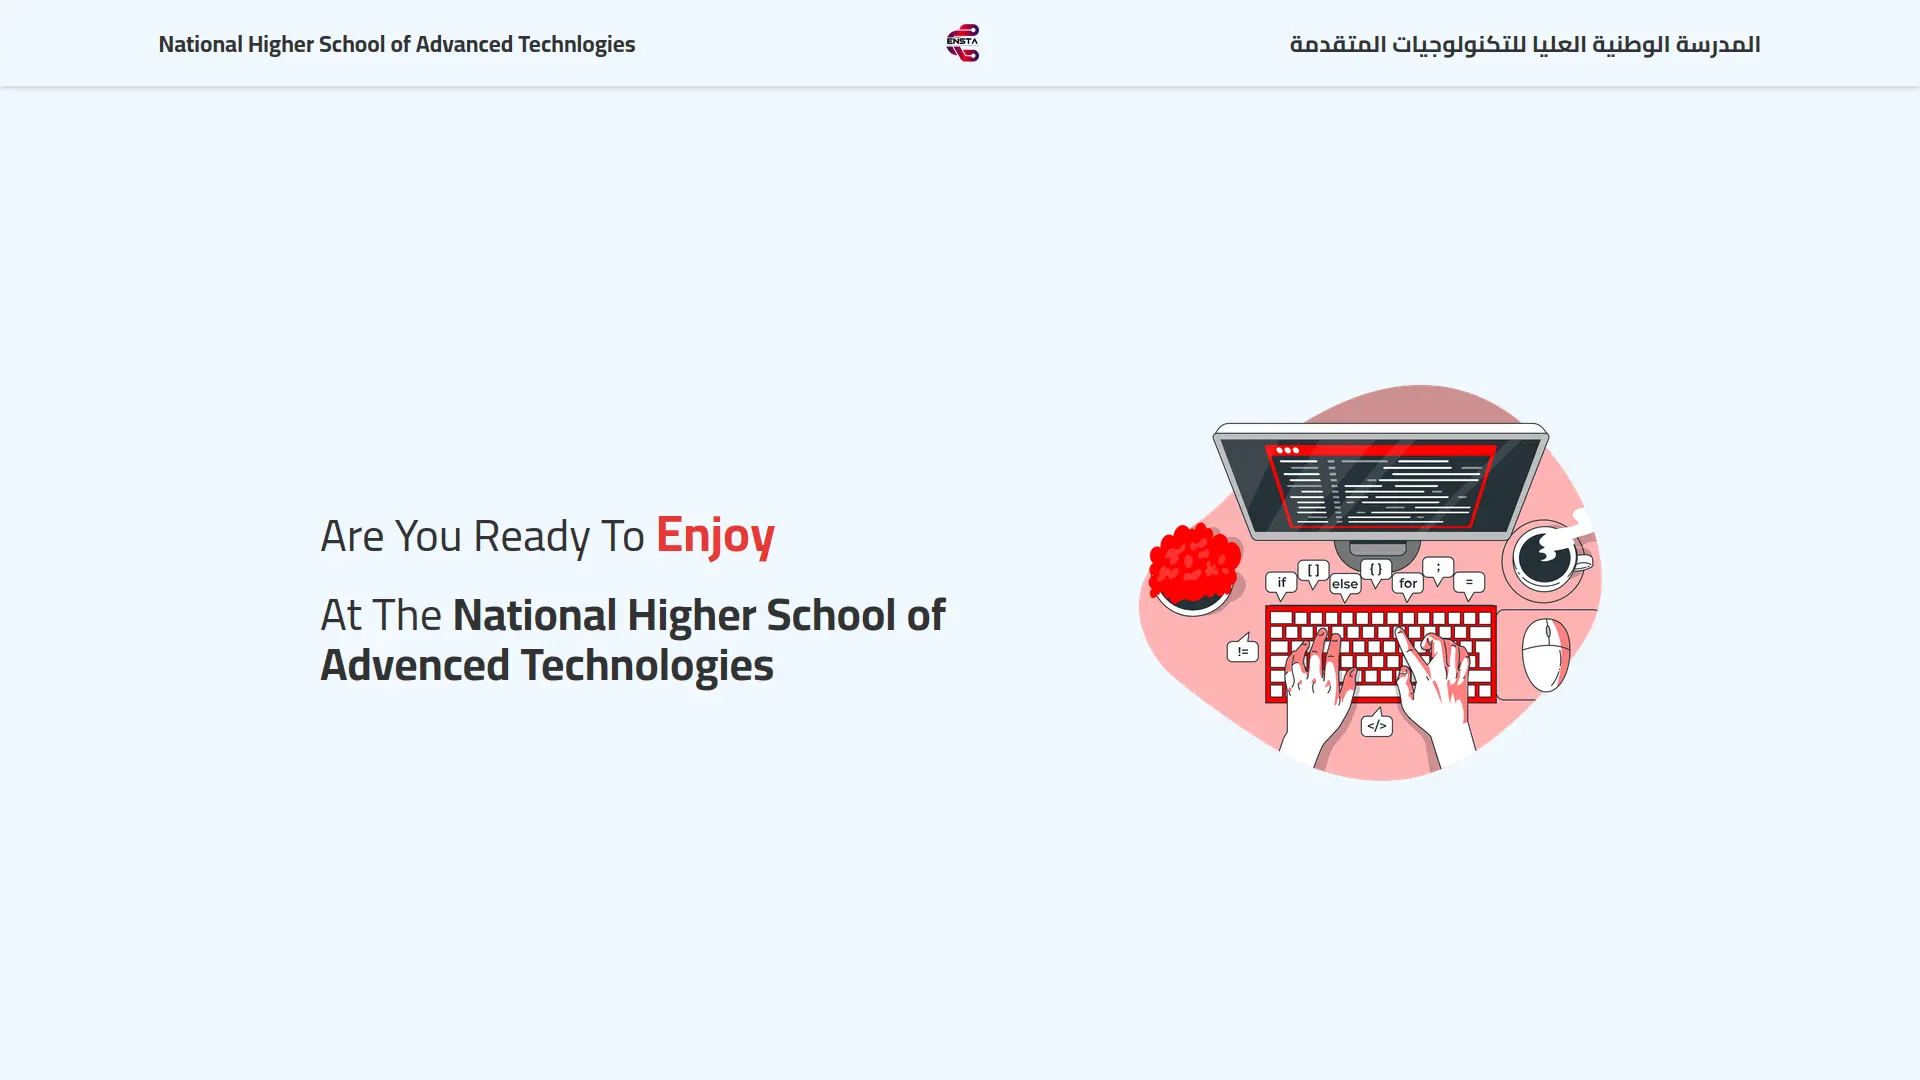 National Higher School of Advanced Technlogies
ENSTA
المدرسة الوطنية العليا للتكنولوجيات المتقدمة
Are You Ready To Enjoy
At The National Higher School of
Advenced Technologies
if
[ ]
else
{ }
for
;
=
!=
</>